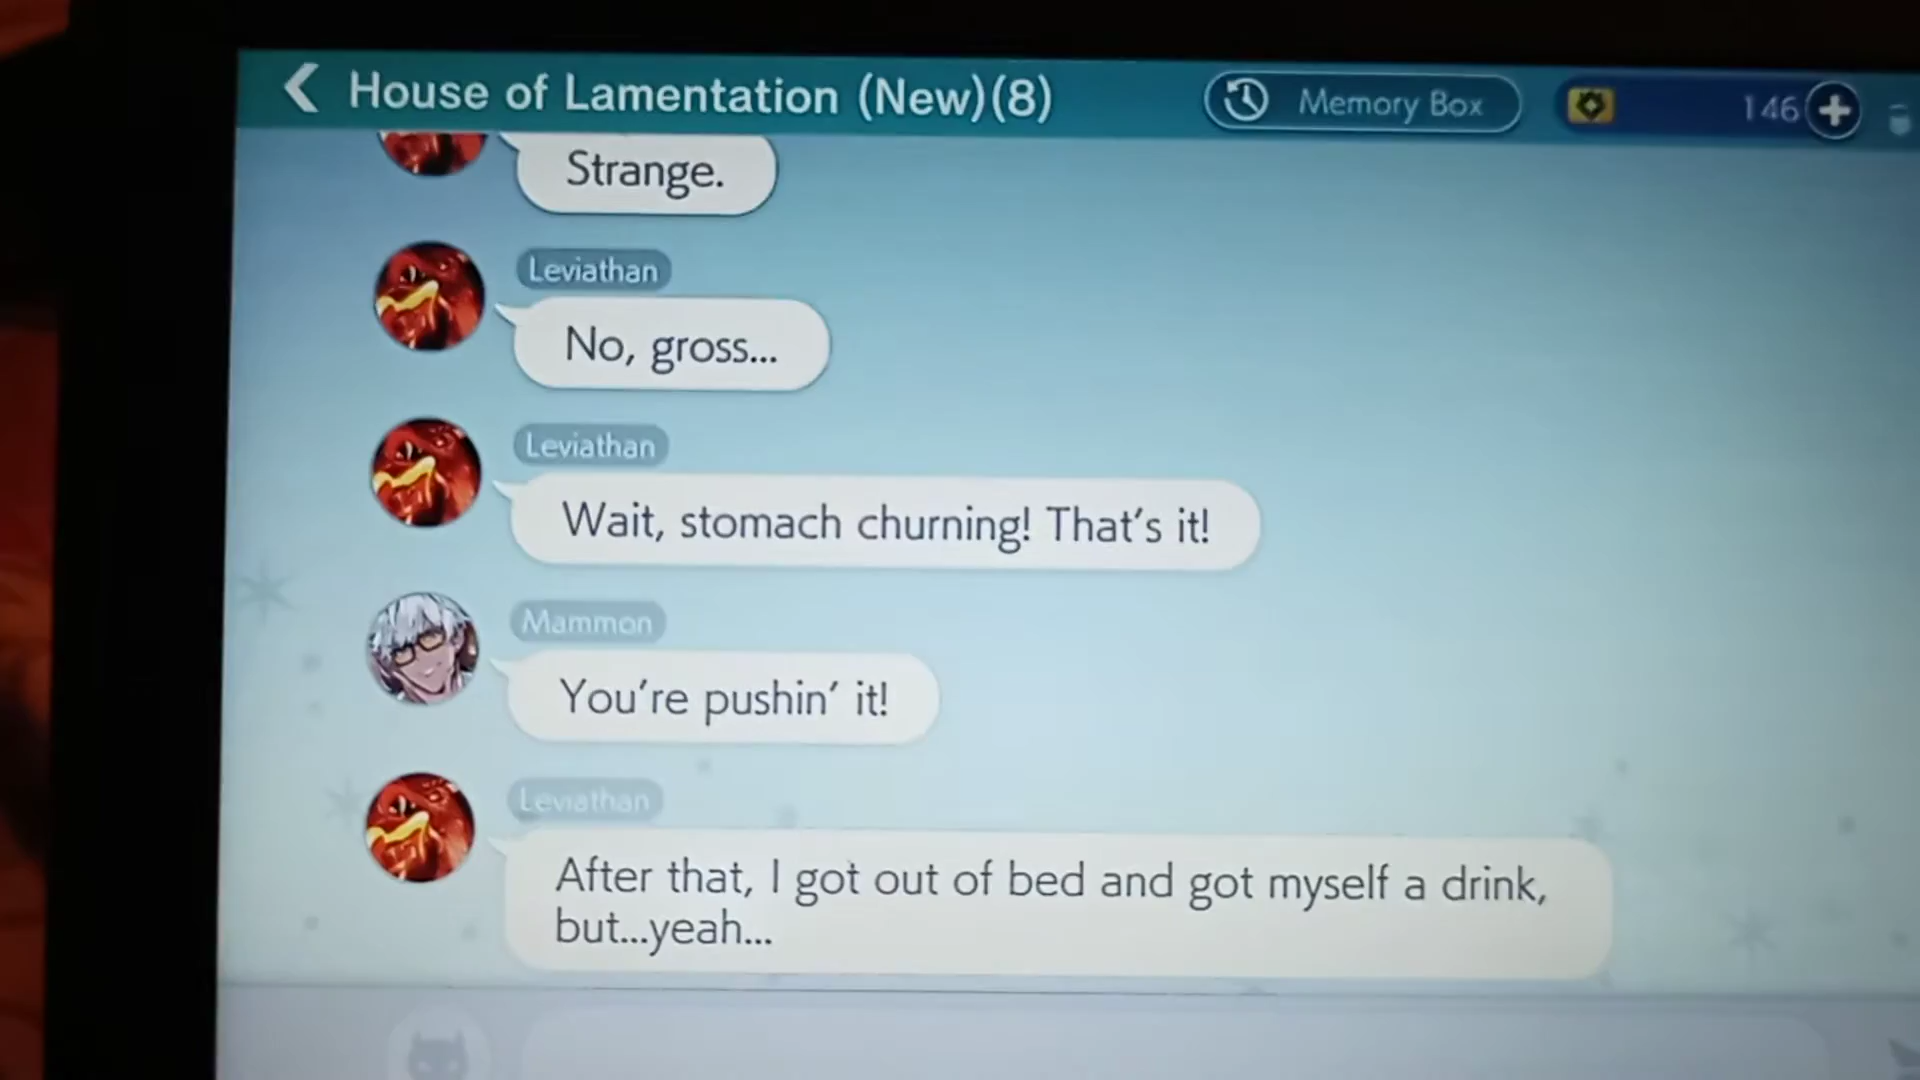 House of Lamentation (New)(8)
Memory Box
146
Strange.
Leviathan
No, gross...
Leviathan
Wait, stomach churning! That's it!
Mammon
You're pushin' it!
Leviathan
After that, I got out of bed and got myself a drink,
but...yeah...